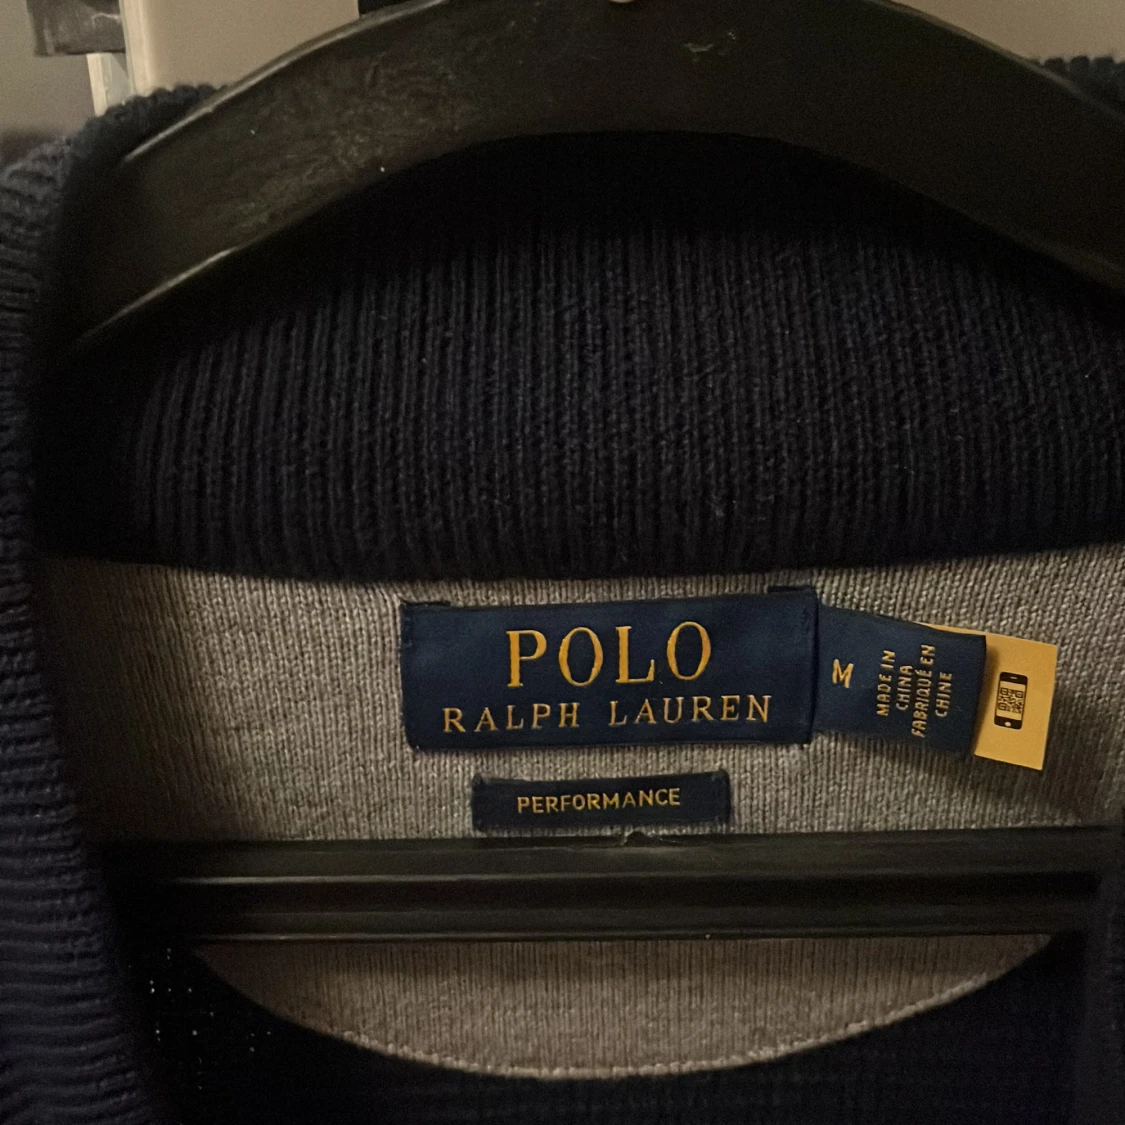 POLO
RALPH LAUREN
M
MADE IN
CHINA
FABRIQUÉ EN
CHINE
PERFORMANCE